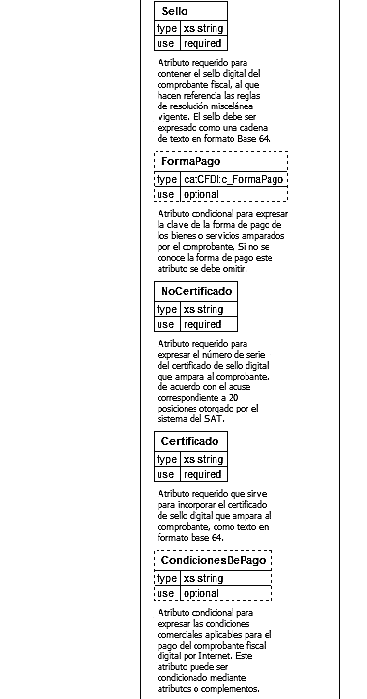 Sello
type xs:string
use required
Atributo requerido para
contener el sello digital del
comprobante fiscal, al que
hacen referencia las reglas
de resolución miscelánea
vigente. El sello debe ser
expresado como una cadena
de texto en formato Base 64.
FormaPago
type catCFDI:c_FormaPago
use optional
Atributo condicional para expresar
la clave de la forma de pago de
los bienes o servicios amparados
por el comprobante. Si no se
conoce la forma de pago este
atributo se debe omitir
NoCertificado
type xs:string
use required
Atributo requerido para
expresar el número de serie
del certificado de sello digital
que ampara al comprobante,
de acuerdo con el acuse
correspondiente a 20
posiciones otorgado por el
sistema del SAT.
Certificado
type xs:string
use required
Atributo requerido que sirve
para incorporar el certificado
de sello digital que ampara al
comprobante, como texto en
formato base 64.
CondicionesDePago
type xs:string
use optional
Atributo condicional para
expresar las condiciones
comerciales aplicables para el
pago del comprobante fiscal
digital por Internet. Este
atributo puede ser
condicionado mediante
atributos o complementos.